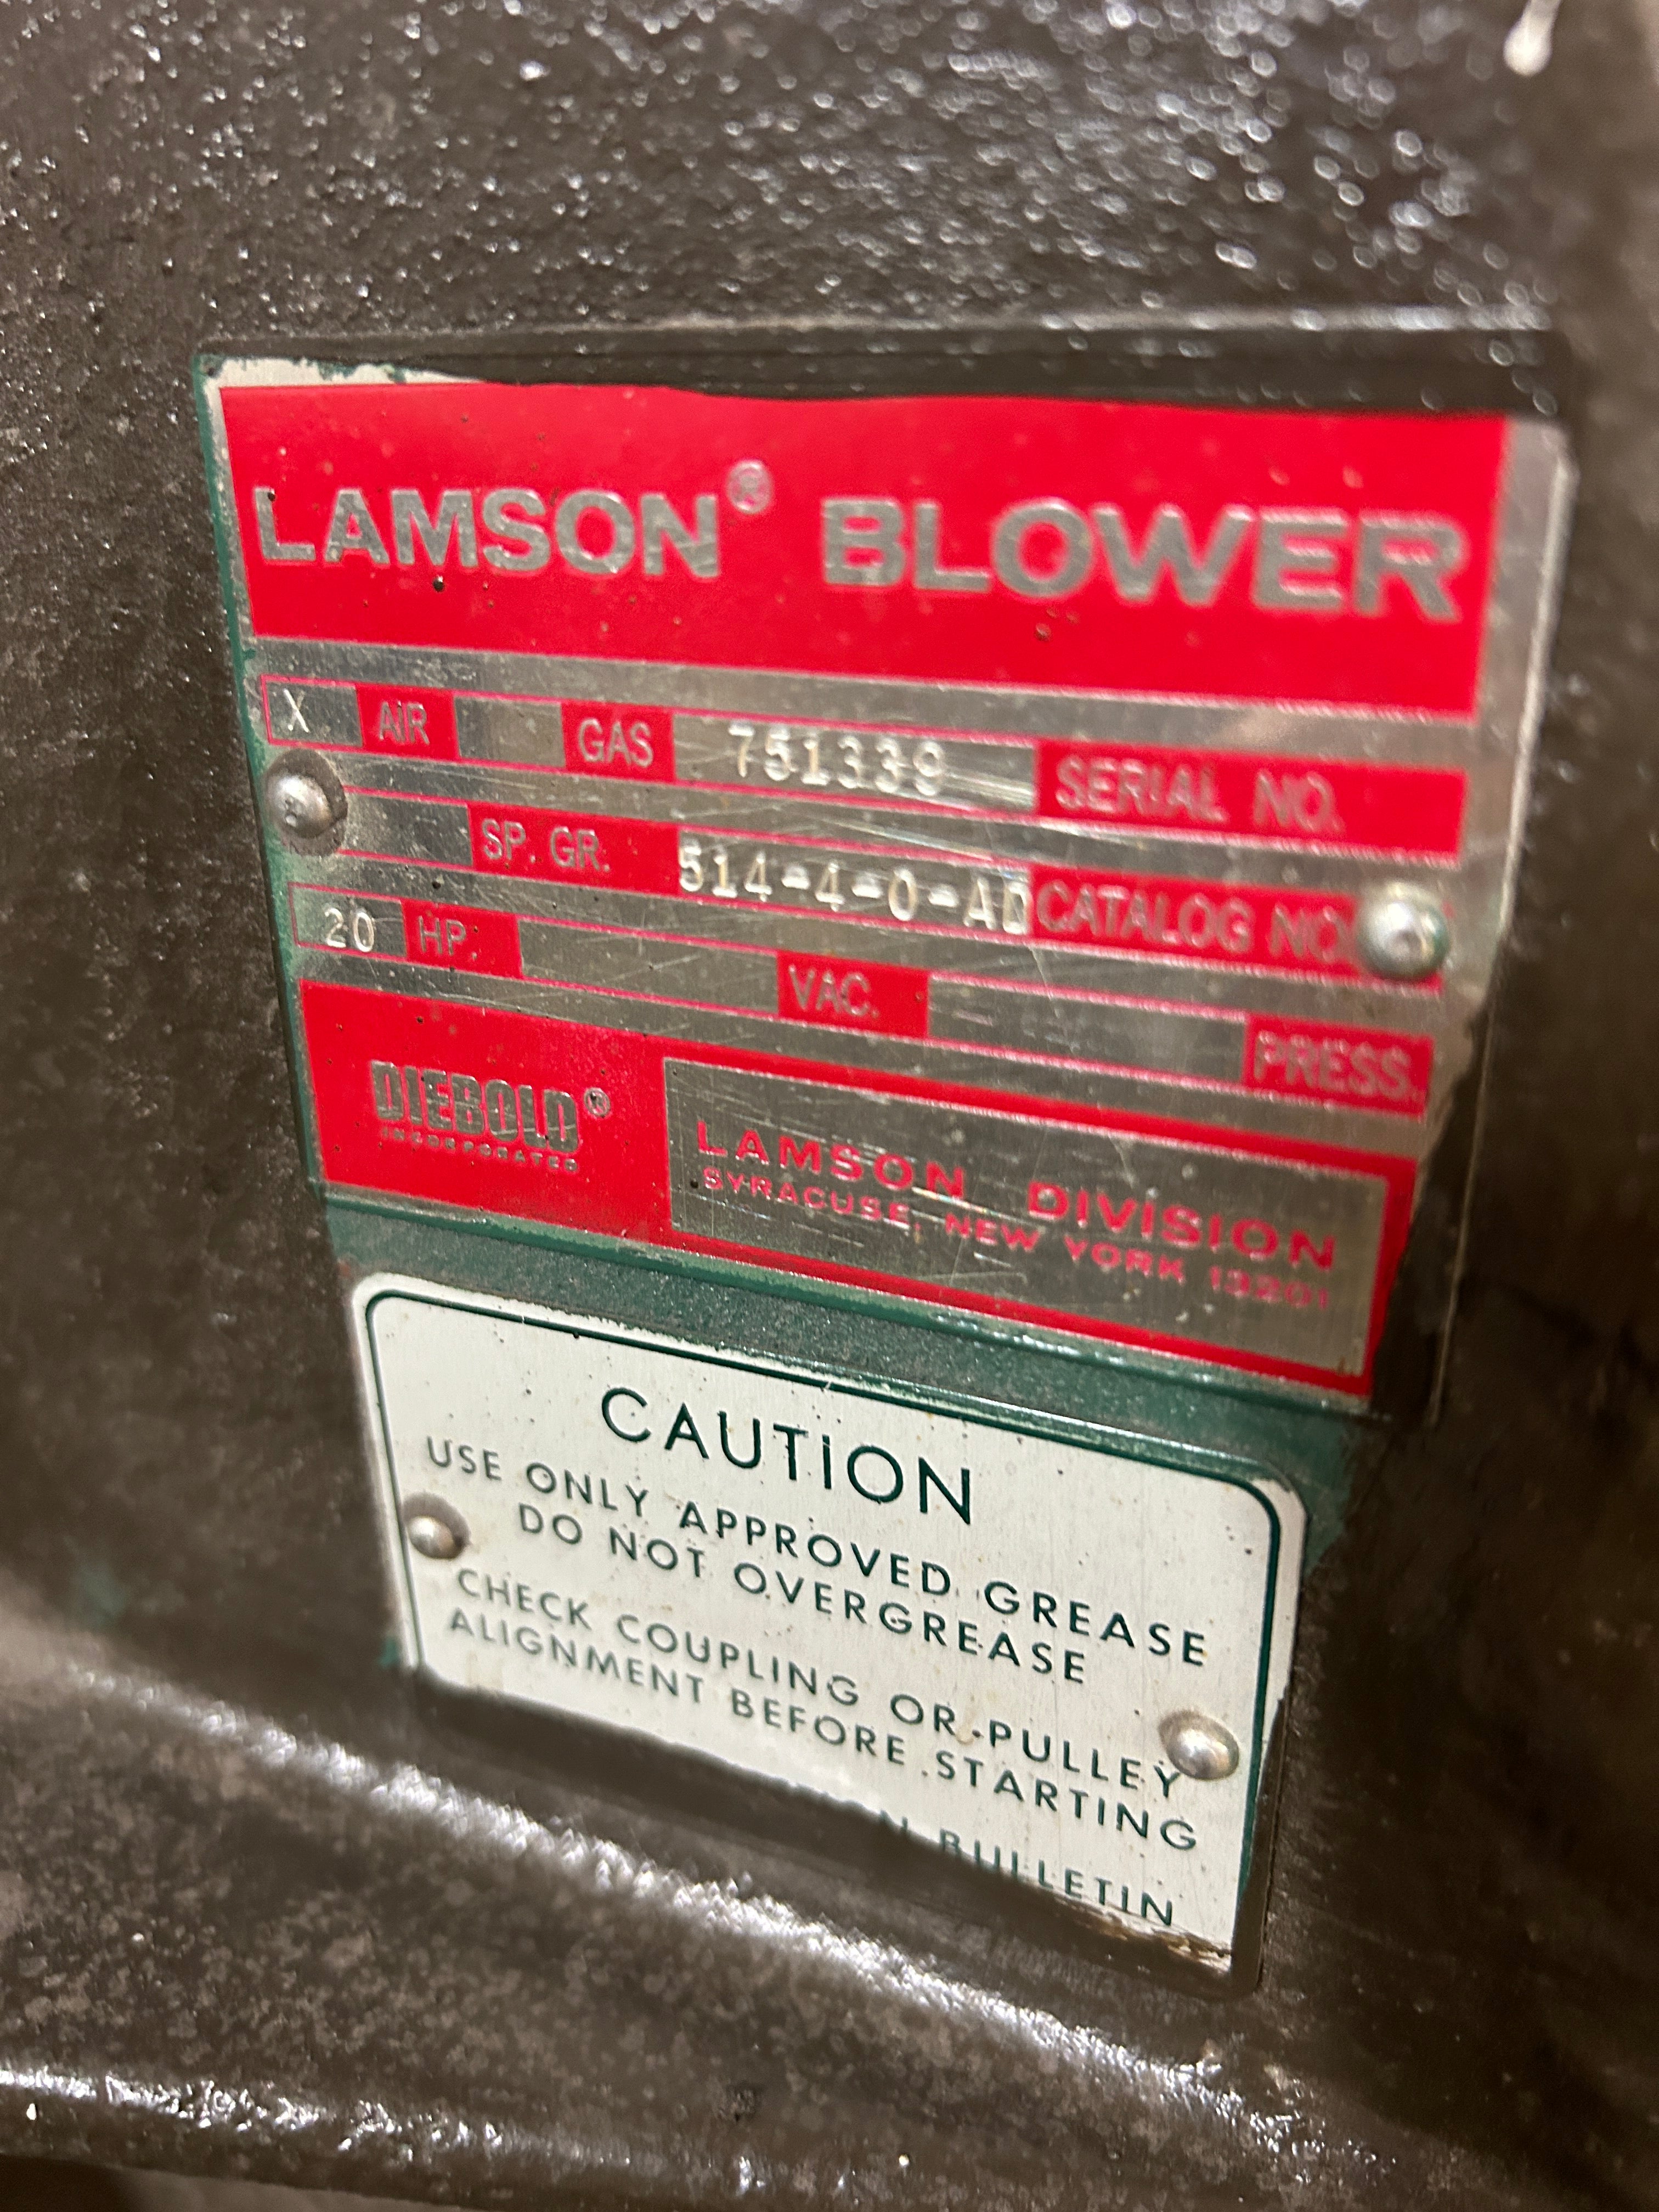 LAMSON® BLOWER
X AIR GAS 751339 SERIAL NO.
SP. GR. 514-4-0-AD CATALOG NO.
20 HP. VAC. PRESS.
DIEBOLD®
INCORPORATED
LAMSON DIVISION
SYRACUSE, NEW YORK 13201
CAUTION
USE ONLY APPROVED GREASE
DO NOT OVERGREASE
CHECK COUPLING OR PULLEY
ALIGNMENT BEFORE STARTING
BULLETIN